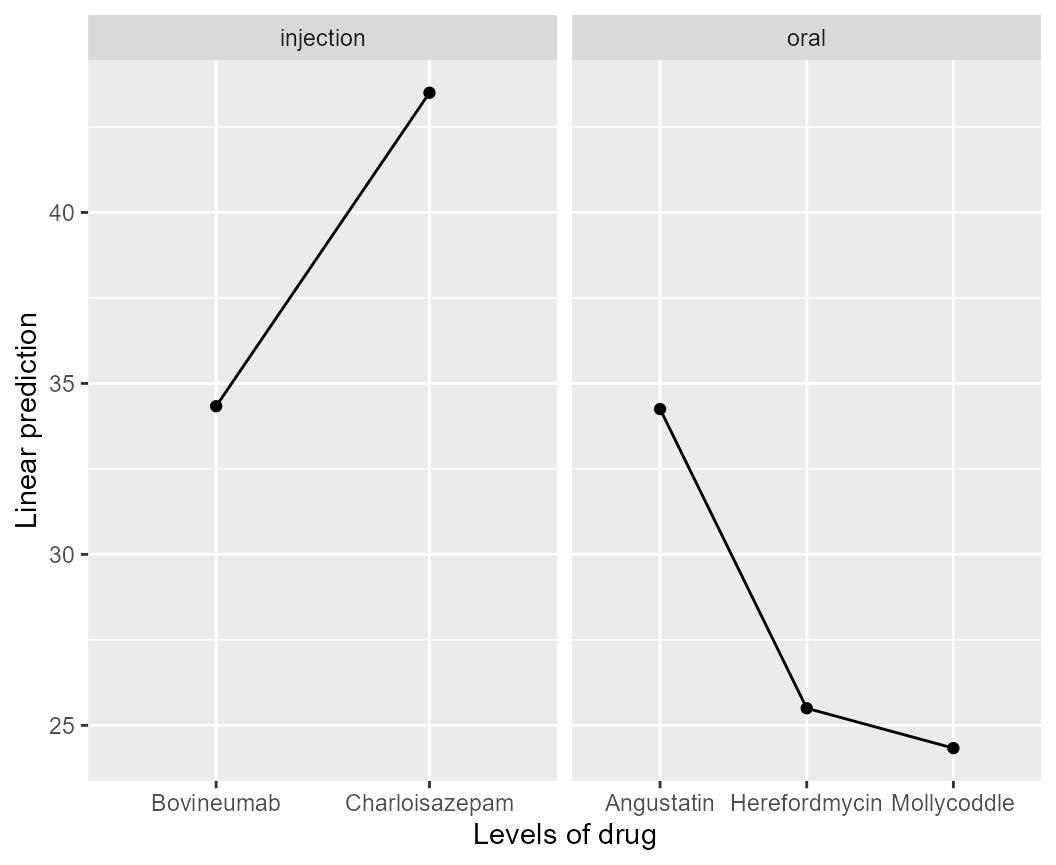 injection oral
40
35
30
25
Linear prediction
Bovineumab Charloisazepam Angustatin Herefordmycin Mollycoddle
Levels of drug